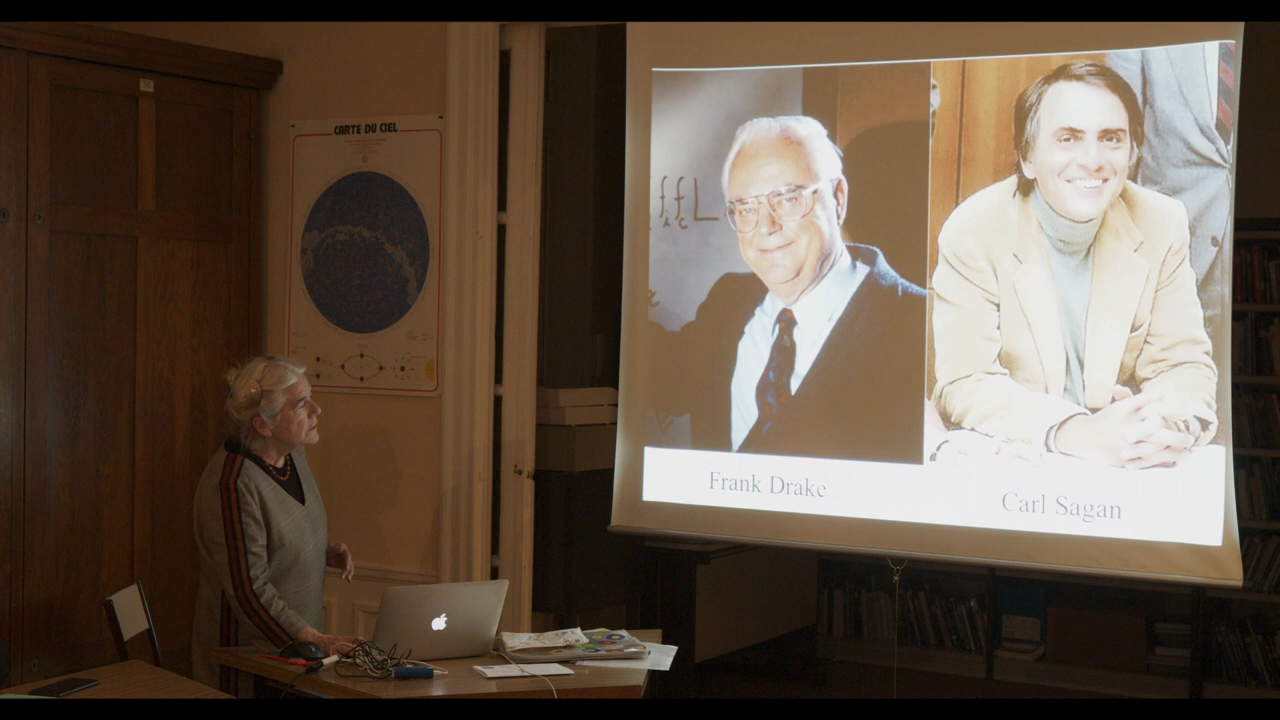 CARTE DU CIEL
f f L
i c
Frank Drake
Carl Sagan